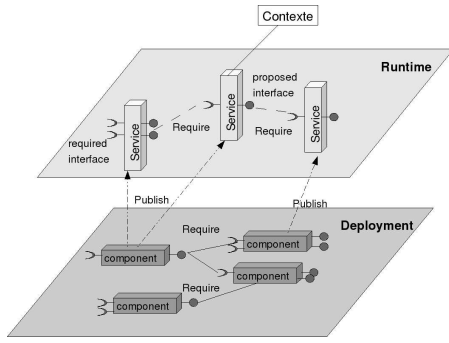 Contexte
Runtime
proposed
interface
Service
Service
Service
Require
Require
required
interface
Publish
Publish
Deployment
Require
component
component
component
Require
component